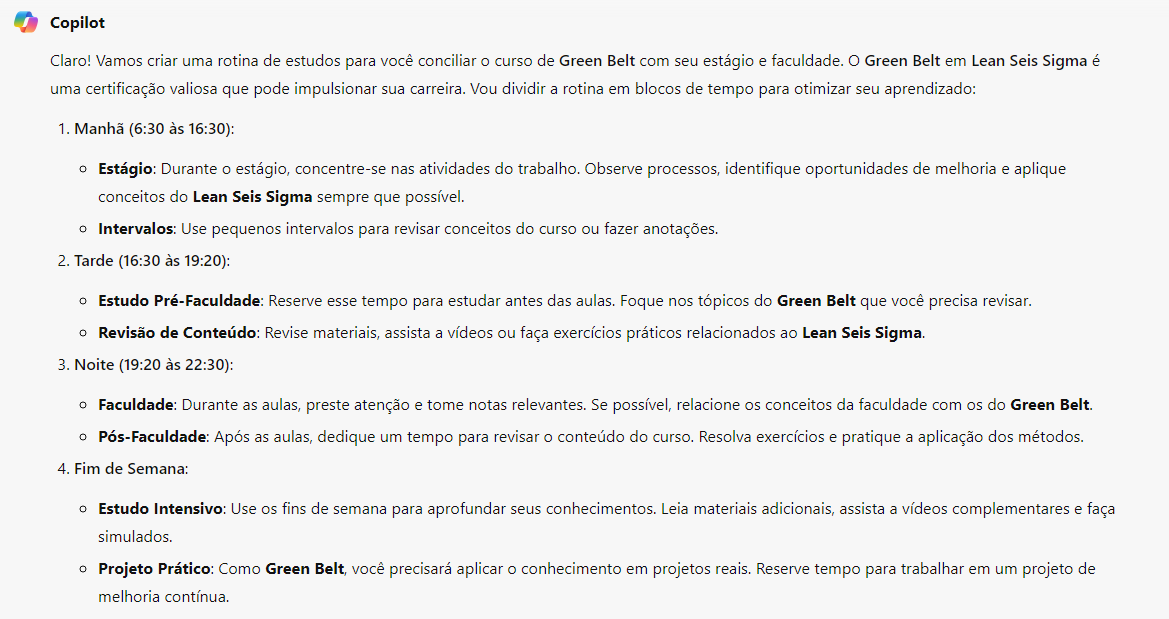 Copilot
Claro! Vamos criar uma rotina de estudos para você conciliar o curso de Green Belt com seu estágio e faculdade. O Green Belt em Lean Seis Sigma é
uma certificação valiosa que pode impulsionar sua carreira. Vou dividir a rotina em blocos de tempo para otimizar seu aprendizado:
1. Manhã (6:30 às 16:30):
○ Estágio: Durante o estágio, concentre-se nas atividades do trabalho. Observe processos, identifique oportunidades de melhoria e aplique
conceitos do Lean Seis Sigma sempre que possível.
○ Intervalos: Use pequenos intervalos para revisar conceitos do curso ou fazer anotações.
2. Tarde (16:30 às 19:20):
○ Estudo Pré-Faculdade: Reserve esse tempo para estudar antes das aulas. Foque nos tópicos do Green Belt que você precisa revisar.
○ Revisão de Conteúdo: Revise materiais, assista a vídeos ou faça exercícios práticos relacionados ao Lean Seis Sigma.
3. Noite (19:20 às 22:30):
○ Faculdade: Durante as aulas, preste atenção e tome notas relevantes. Se possível, relacione os conceitos da faculdade com os do Green Belt.
○ Pós-Faculdade: Após as aulas, dedique um tempo para revisar o conteúdo do curso. Resolva exercícios e pratique a aplicação dos métodos.
4. Fim de Semana:
○ Estudo Intensivo: Use os fins de semana para aprofundar seus conhecimentos. Leia materiais adicionais, assista a vídeos complementares e faça
simulados.
○ Projeto Prático: Como Green Belt, você precisará aplicar o conhecimento em projetos reais. Reserve tempo para trabalhar em um projeto de
melhoria contínua.